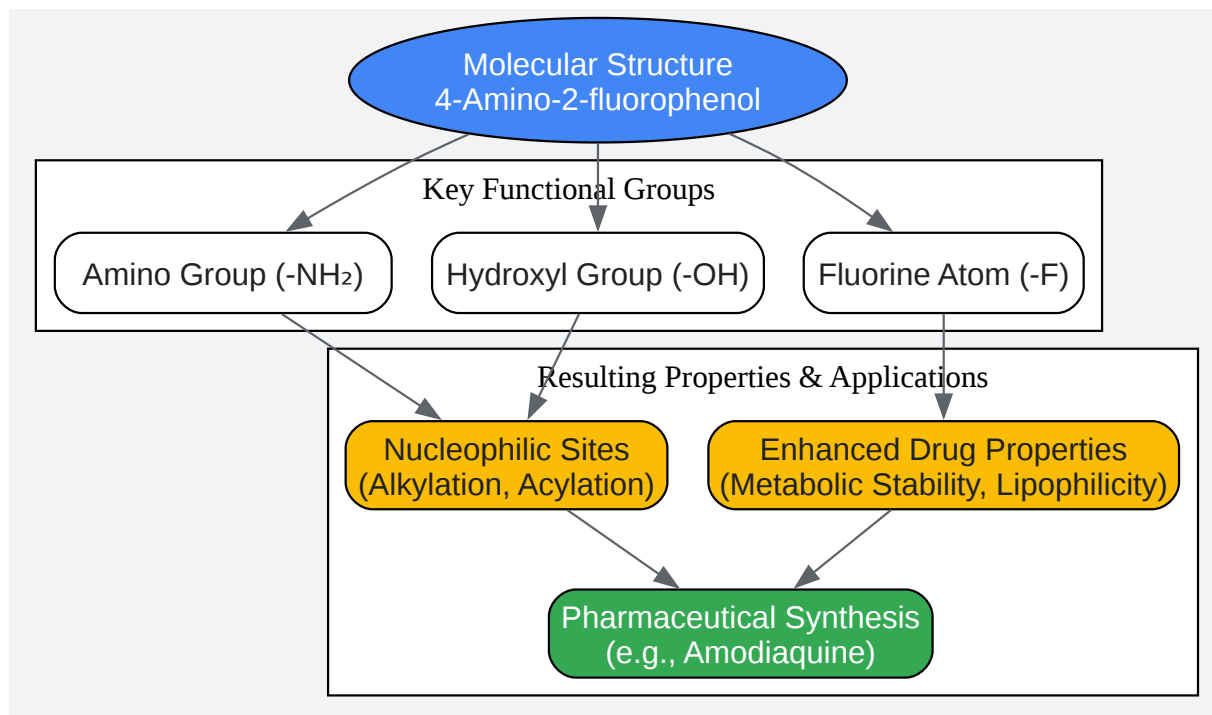 Molecular Structure
4-Amino-2-fluorophenol
Key Functional Groups
Amino Group (-NH₂)
Hydroxyl Group (-OH)
Fluorine Atom (-F)
Resulting Properties & Applications
Nucleophilic Sites
(Alkylation, Acylation)
Enhanced Drug Properties
(Metabolic Stability, Lipophilicity)
Pharmaceutical Synthesis
(e.g., Amodiaquine)